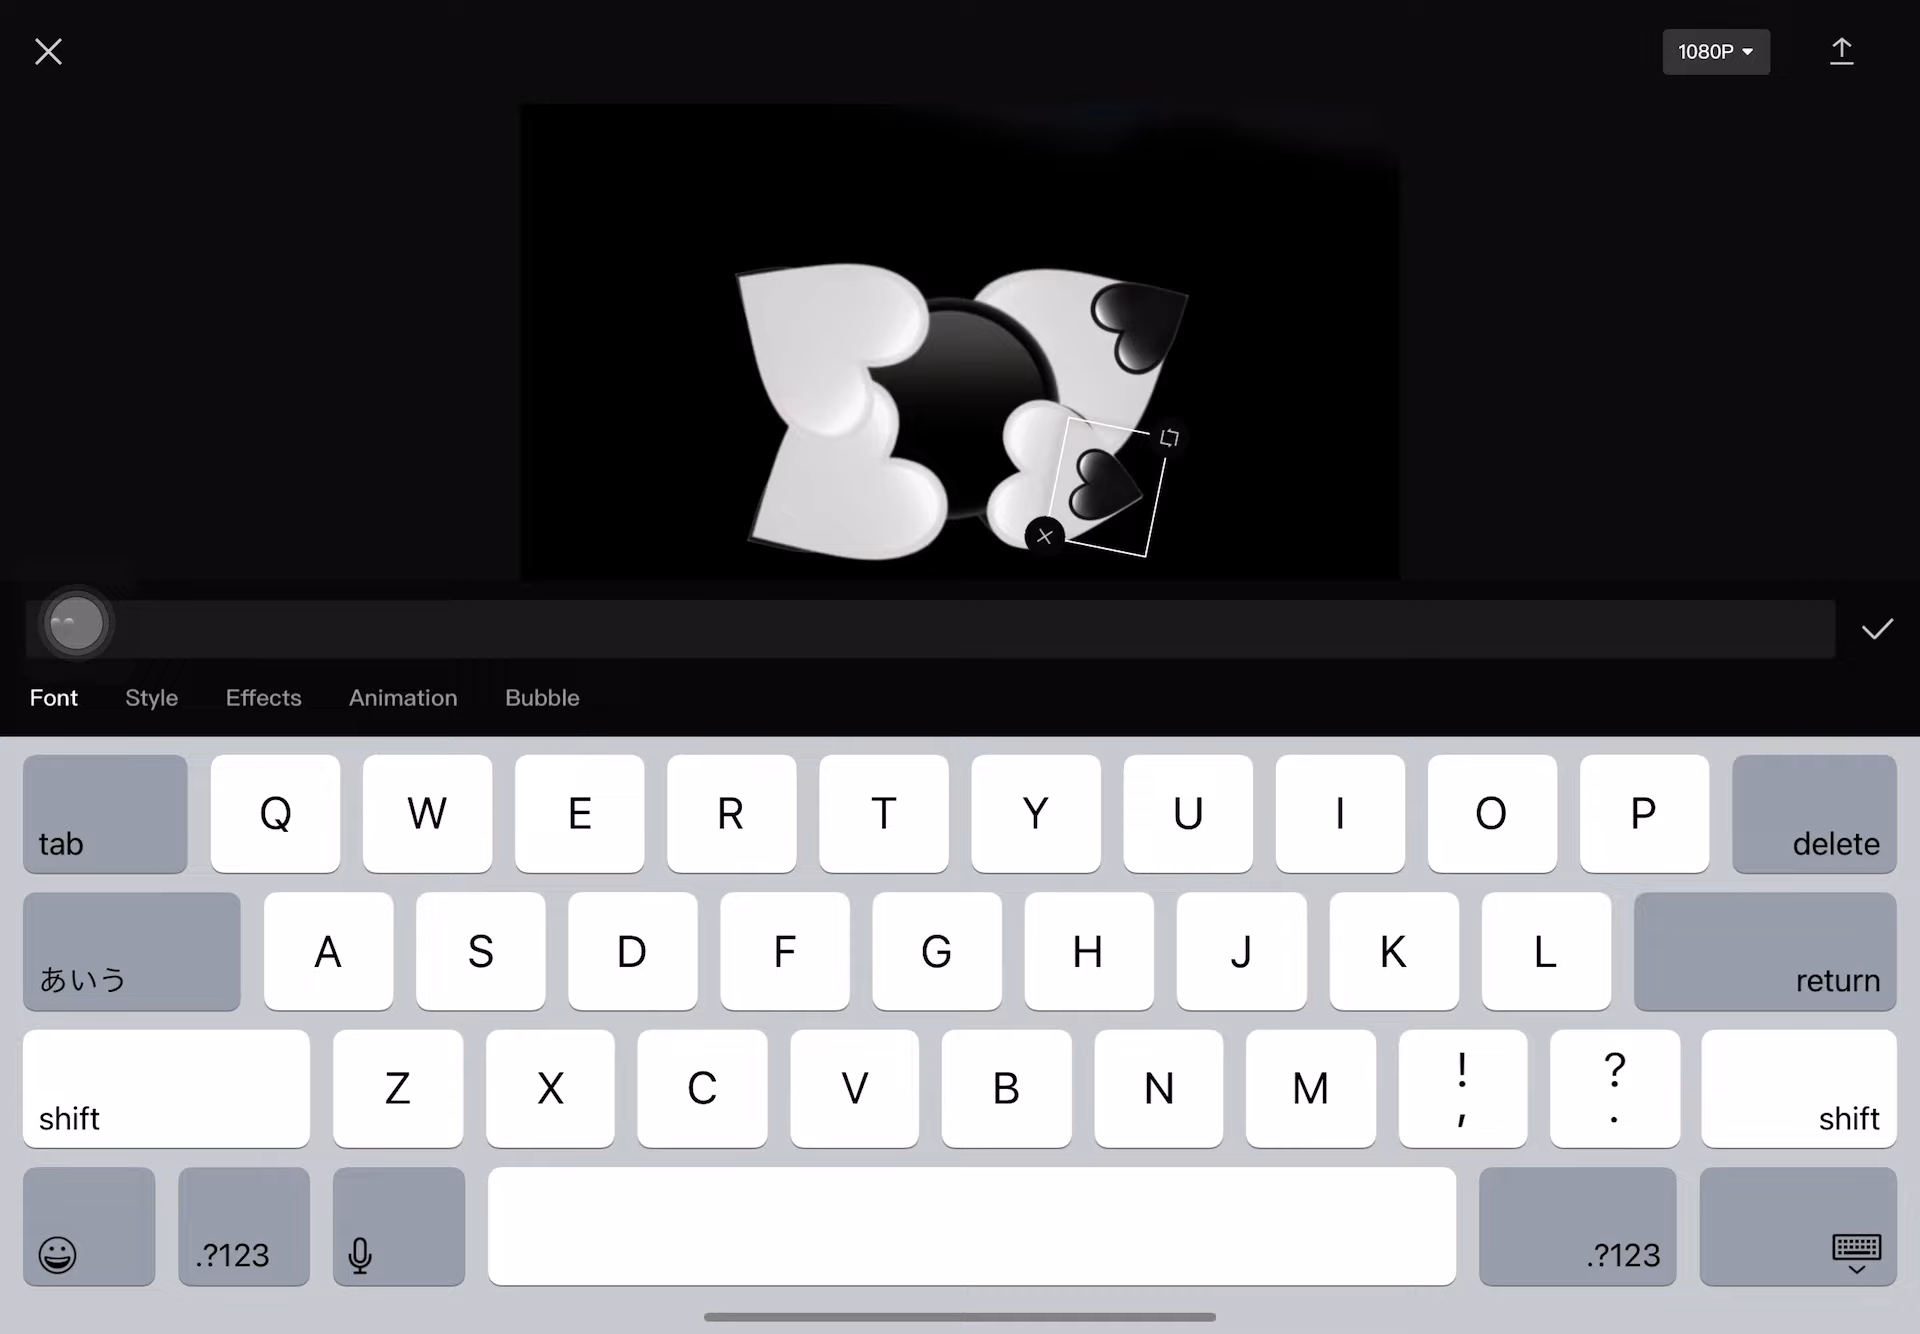 1080P
Font Style Effects Animation Bubble
tab Q W E R T Y U I O P delete
あいう A S D F G H J K L return
shift Z X C V B N M ! , ? . shift
.?123 .?123